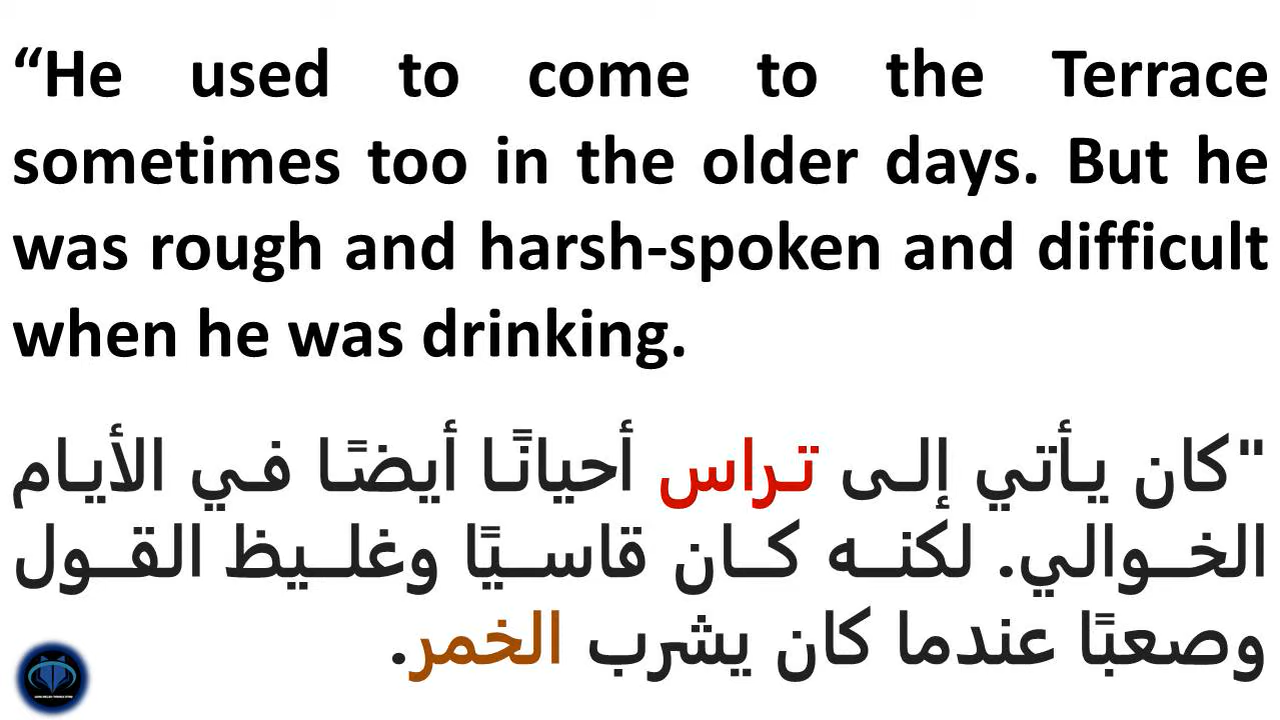 “He used to come to the Terrace
sometimes too in the older days. But he
was rough and harsh-spoken and difficult
when he was drinking.
"كان يأتي إلى تراس أحيانًا أيضًا في الأيام
الخوالي. لكنه كان قاسيًا وغليظ القول
وصعبًا عندما كان يشرب الخمر.